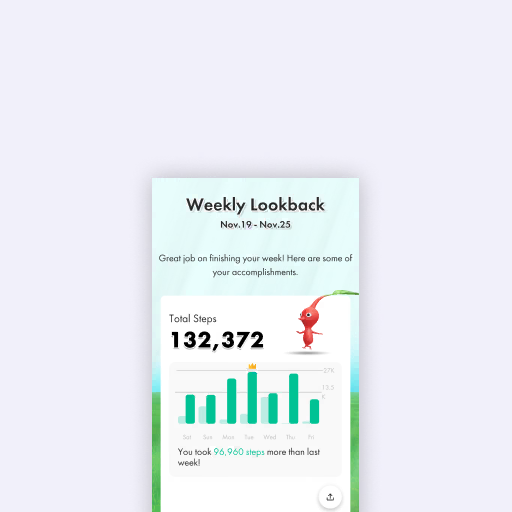 Weekly Lookback
Nov.19 - Nov.25
Great job on finishing your week! Here are some of
your accomplishments.
Total Steps
132,372
27K
13.5
K
Sat Sun Mon Tue Wed Thu Fri
You took 96,960 steps more than last
week!